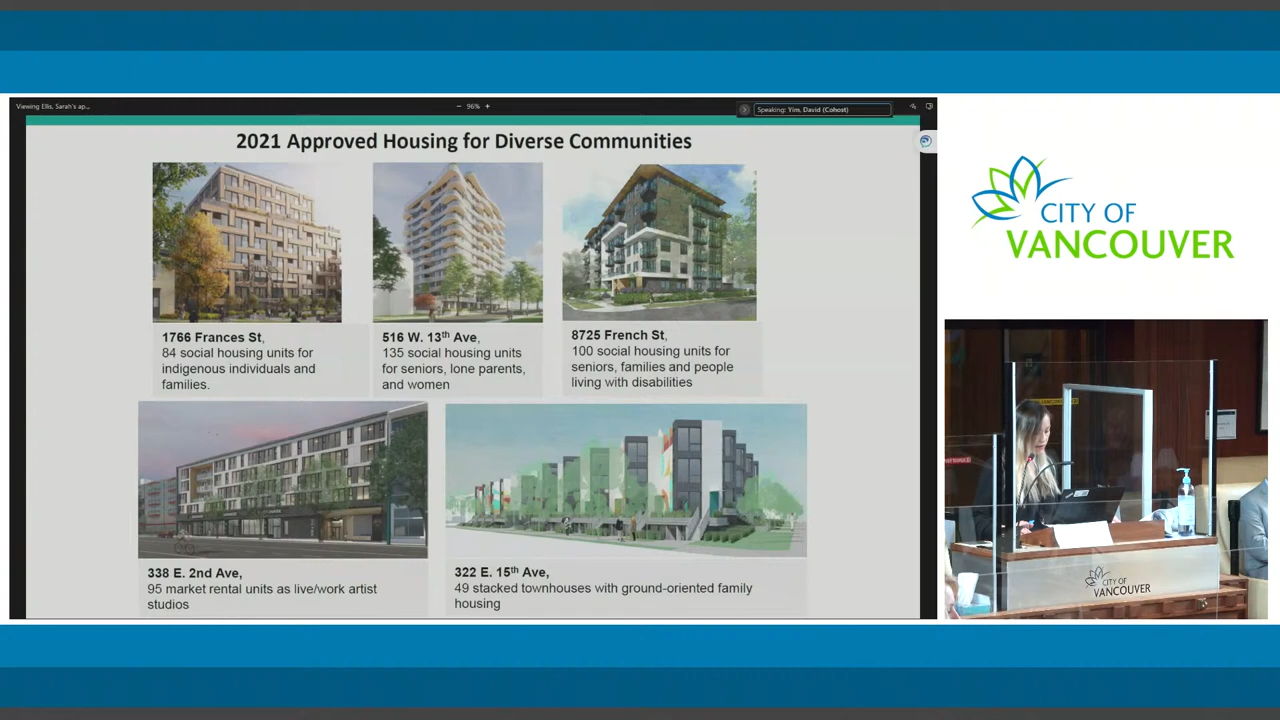 Viewing Ellis, Sarah's ap...
− 96% +
Speaking: Yim, David (Cohost)
2021 Approved Housing for Diverse Communities
1766 Frances St,
84 social housing units for
indigenous individuals and
families.
516 W. 13th Ave,
135 social housing units
for seniors, lone parents,
and women
8725 French St,
100 social housing units for
seniors, families and people
living with disabilities
338 E. 2nd Ave,
95 market rental units as live/work artist
studios
322 E. 15th Ave,
49 stacked townhouses with ground-oriented family
housing
CITY OF
VANCOUVER
CITY OF
VANCOUVER